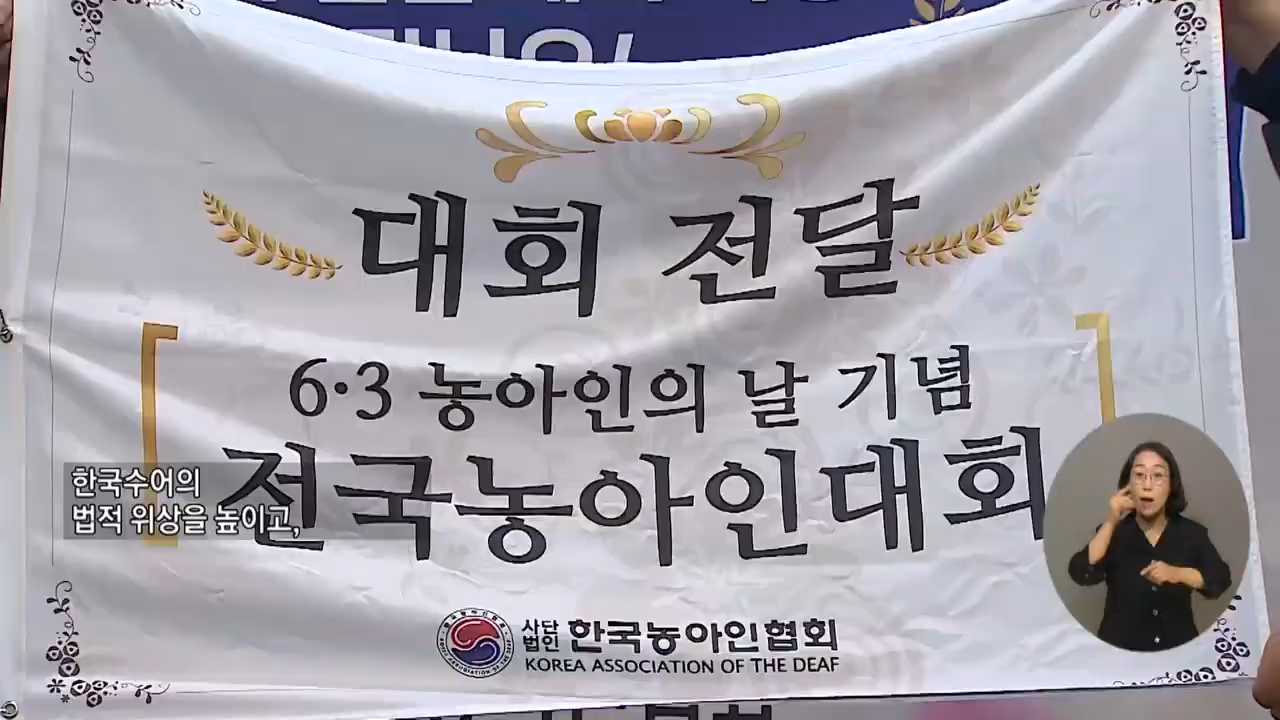 대회 전달
6·3 농아인의 날 기념
전국농아인대회
한국수어의
법적 위상을 높이고,
사단법인 한국농아인협회
KOREA ASSOCIATION OF THE DEAF